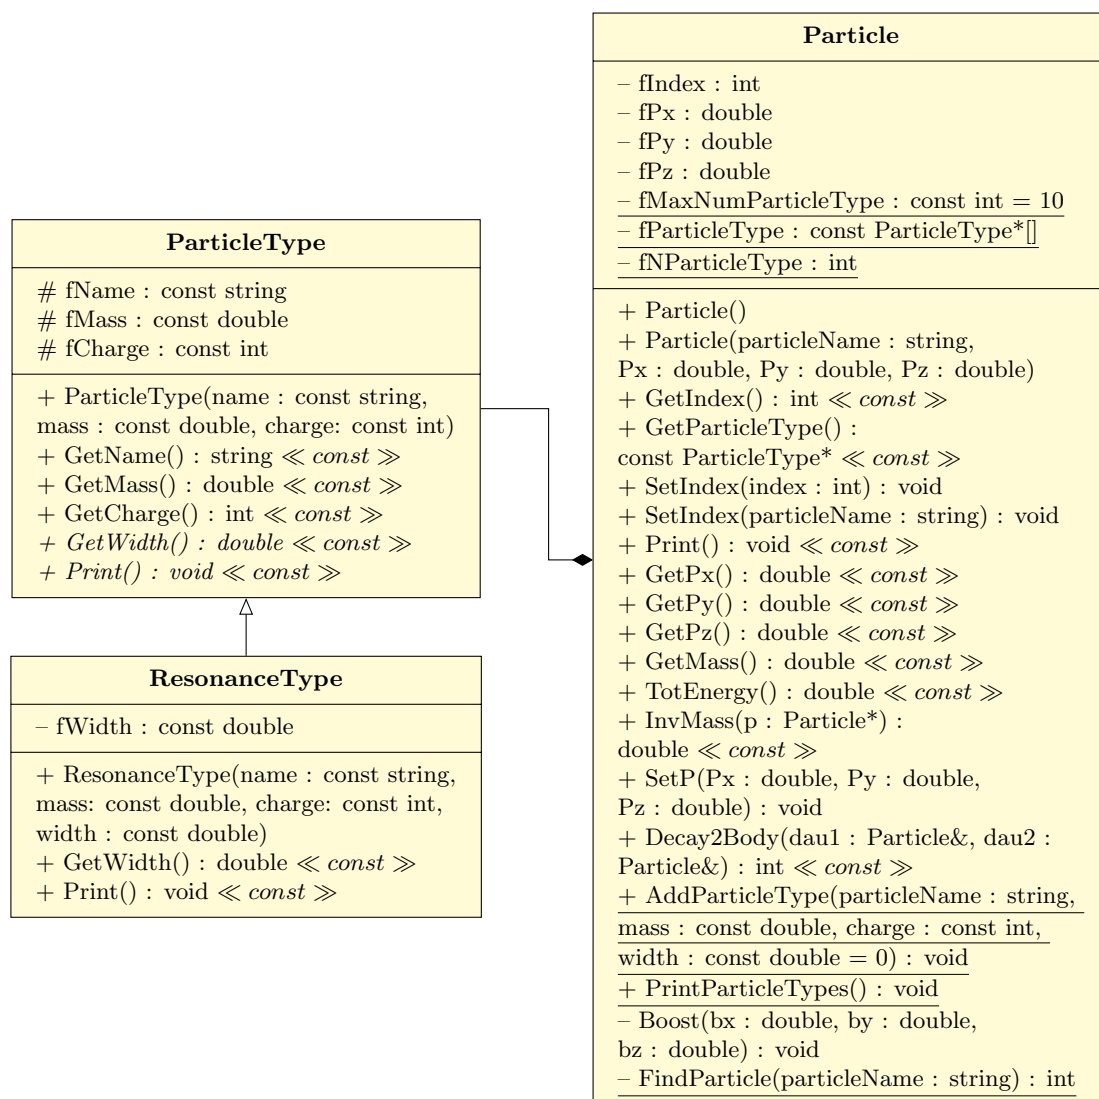 ParticleType
# fName : const string
# fMass : const double
# fCharge : const int
+ ParticleType(name : const string,
mass : const double, charge: const int)
+ GetName() : string ≪ const ≫
+ GetMass() : double ≪ const ≫
+ GetCharge() : int ≪ const ≫
+ GetWidth() : double ≪ const ≫
+ Print() : void ≪ const ≫
ResonanceType
– fWidth : const double
+ ResonanceType(name : const string,
mass: const double, charge: const int,
width : const double)
+ GetWidth() : double ≪ const ≫
+ Print() : void ≪ const ≫
Particle
– fIndex : int
– fPx : double
– fPy : double
– fPz : double
– fMaxNumParticleType : const int = 10
– fParticleType : const ParticleType*[]
– fNParticleType : int
+ Particle()
+ Particle(particleName : string,
Px : double, Py : double, Pz : double)
+ GetIndex() : int ≪ const ≫
+ GetParticleType() :
const ParticleType* ≪ const ≫
+ SetIndex(index : int) : void
+ SetIndex(particleName : string) : void
+ Print() : void ≪ const ≫
+ GetPx() : double ≪ const ≫
+ GetPy() : double ≪ const ≫
+ GetPz() : double ≪ const ≫
+ GetMass() : double ≪ const ≫
+ TotEnergy() : double ≪ const ≫
+ InvMass(p : Particle*) :
double ≪ const ≫
+ SetP(Px : double, Py : double,
Pz : double) : void
+ Decay2Body(dau1 : Particle&, dau2 :
Particle&) : int ≪ const ≫
+ AddParticleType(particleName : string,
mass : const double, charge : const int,
width : const double = 0) : void
+ PrintParticleTypes() : void
– Boost(bx : double, by : double,
bz : double) : void
– FindParticle(particleName : string) : int